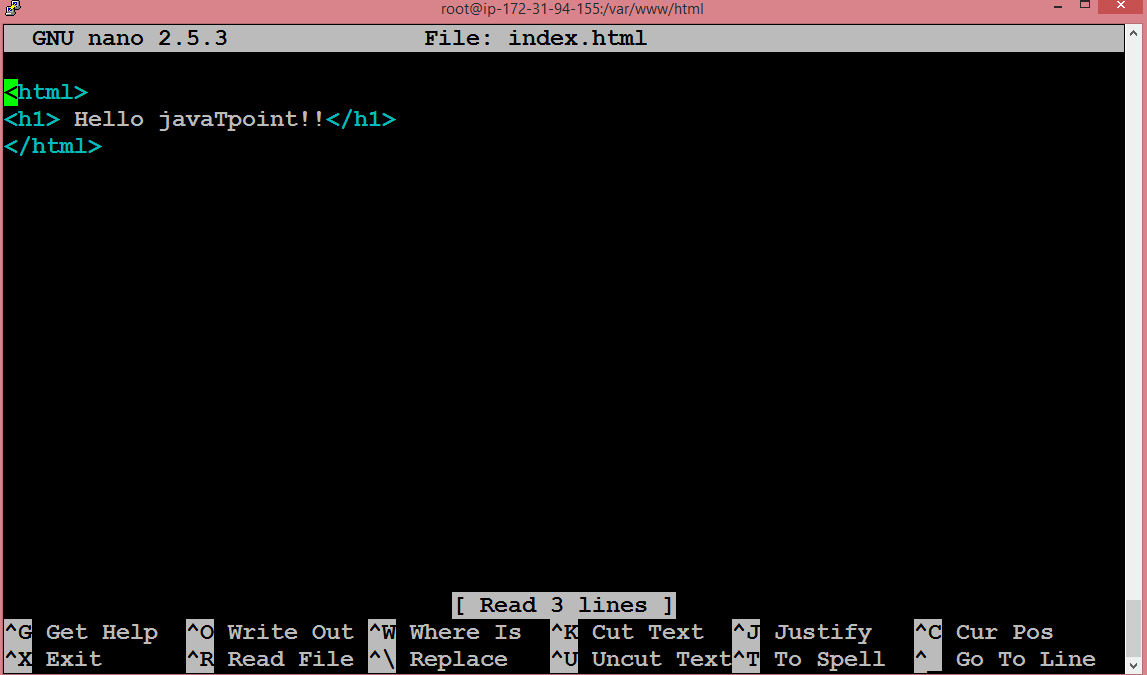 root@ip-172-31-94-155:/var/www/html
GNU nano 2.5.3 File: index.html
<html>
<h1> Hello javaTpoint!!</h1>
</html>
[ Read 3 lines ]
^G Get Help ^O Write Out ^W Where Is ^K Cut Text ^J Justify ^C Cur Pos
^X Exit ^R Read File ^\ Replace ^U Uncut Text^T To Spell ^_ Go To Line